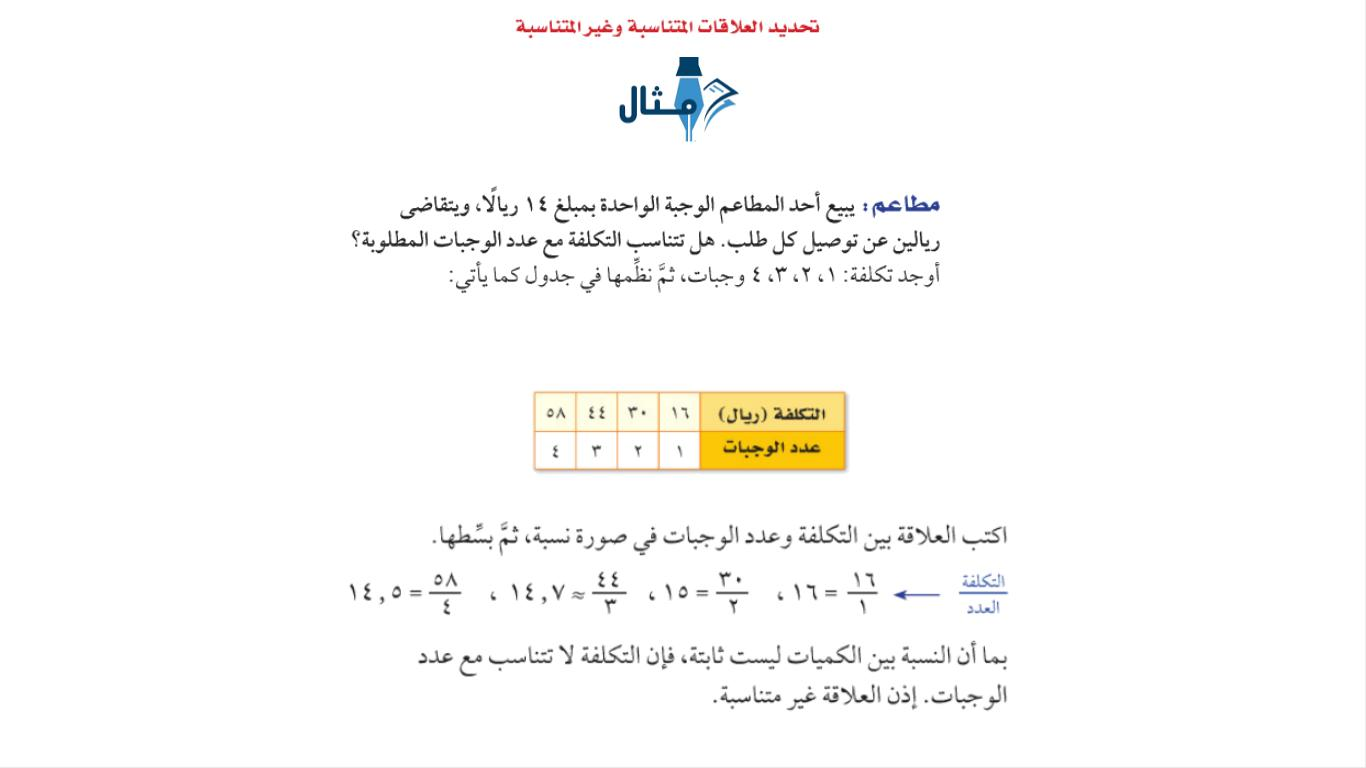 تحديد العلاقات المتناسبة وغير المتناسبة
مثال
مطاعم: يبيع أحد المطاعم الوجبة الواحدة بمبلغ ١٤ ريالًا، ويتقاضى
ريالين عن توصيل كل طلب. هل تتناسب التكلفة مع عدد الوجبات المطلوبة؟
أوجد تكلفة: ١، ٢، ٣، ٤ وجبات، ثمَّ نظِّمها في جدول كما يأتي:
التكلفة (ريال) ١٦ ٣٠ ٤٤ ٥٨
عدد الوجبات ١ ٢ ٣ ٤
اكتب العلاقة بين التكلفة وعدد الوجبات في صورة نسبة، ثمَّ بسِّطها.
التكلفة/العدد ← ١٦/١ = ١٦ ، ٣٠/٢ = ١٥ ، ٤٤/٣ ≈ ١٤,٧ ، ٥٨/٤ = ١٤,٥
بما أن النسبة بين الكميات ليست ثابتة، فإن التكلفة لا تتناسب مع عدد
الوجبات. إذن العلاقة غير متناسبة.